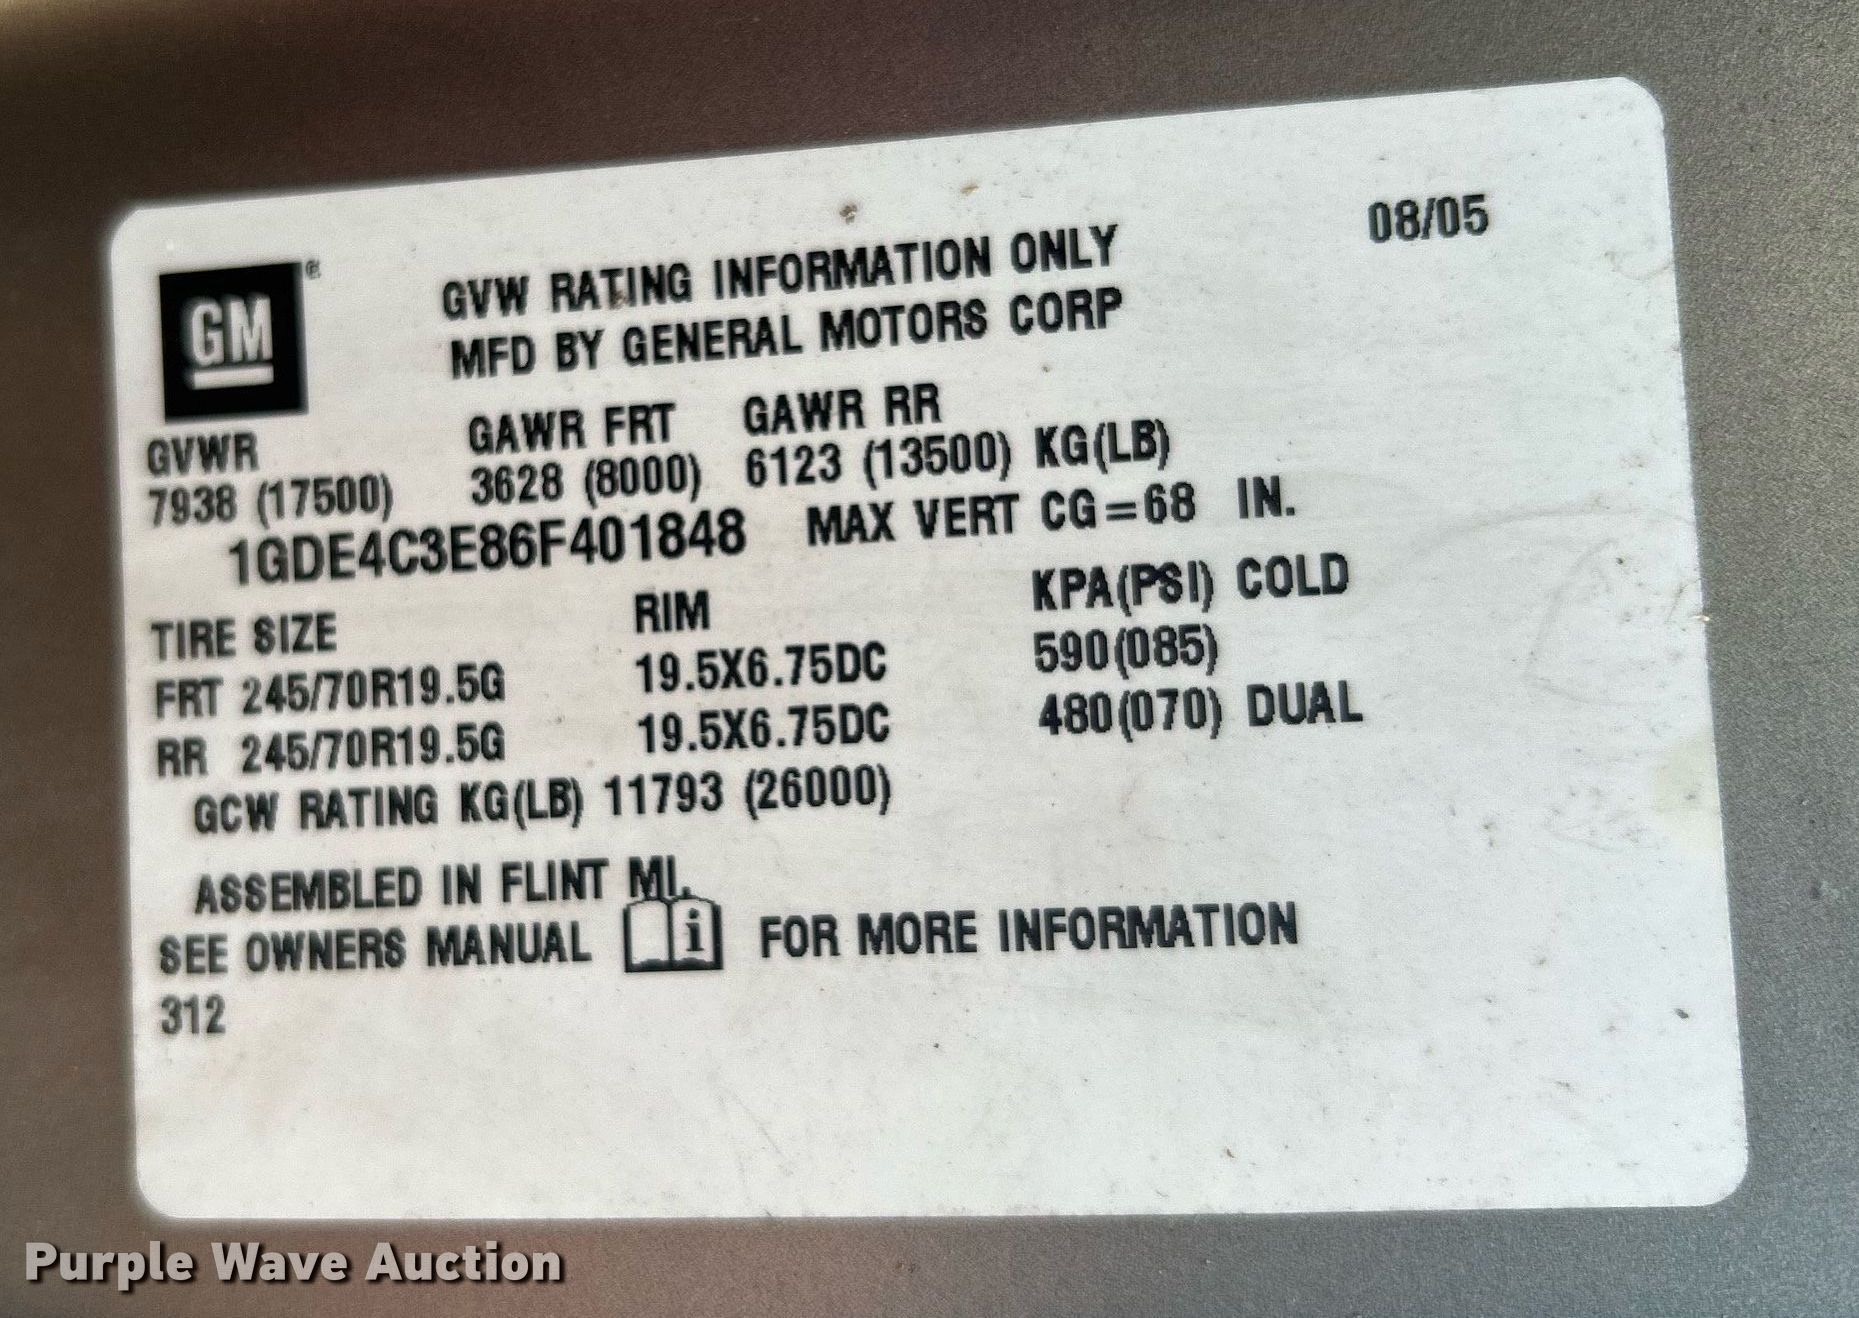 08/05
GM®
GVW RATING INFORMATION ONLY
MFD BY GENERAL MOTORS CORP
GVWR GAWR FRT GAWR RR
7938 (17500) 3628 (8000) 6123 (13500) KG(LB)
1GDE4C3E86F401848 MAX VERT CG=68 IN.
TIRE SIZE RIM KPA(PSI) COLD
FRT 245/70R19.5G 19.5X6.75DC 590(085)
RR 245/70R19.5G 19.5X6.75DC 480(070) DUAL
GCW RATING KG(LB) 11793 (26000)
ASSEMBLED IN FLINT MI.
SEE OWNERS MANUAL i FOR MORE INFORMATION
312
Purple Wave Auction